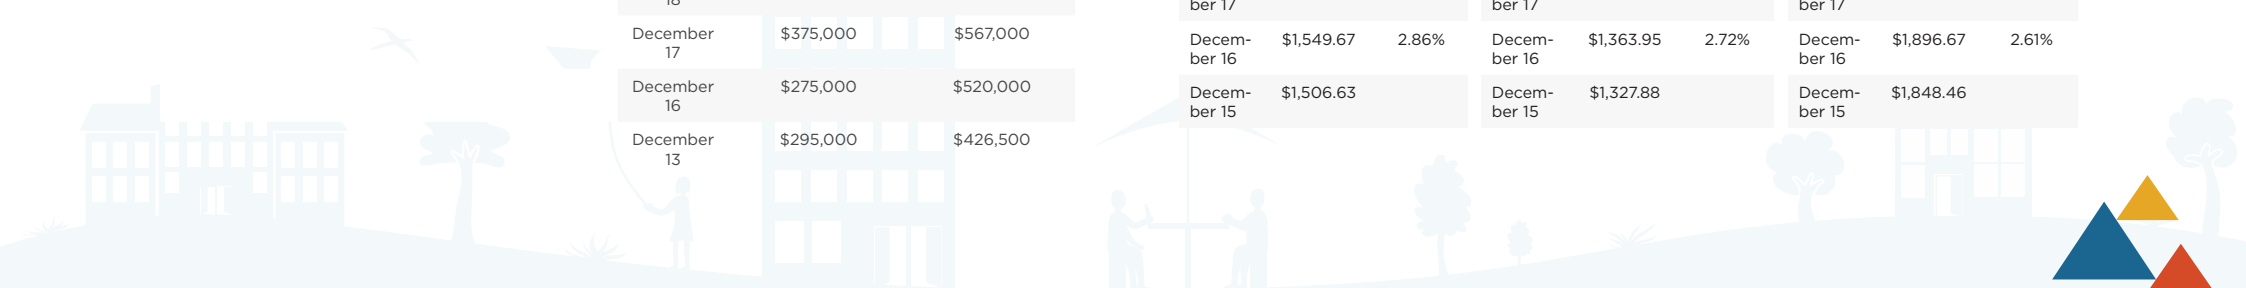 18
December $375,000 $567,000
17
December $275,000 $520,000
16
December $295,000 $426,500
13
ber 17 ber 17 ber 17
Decem- $1,549.67 2.86% Decem- $1,363.95 2.72% Decem- $1,896.67 2.61%
ber 16 ber 16 ber 16
Decem- $1,506.63 Decem- $1,327.88 Decem- $1,848.46
ber 15 ber 15 ber 15